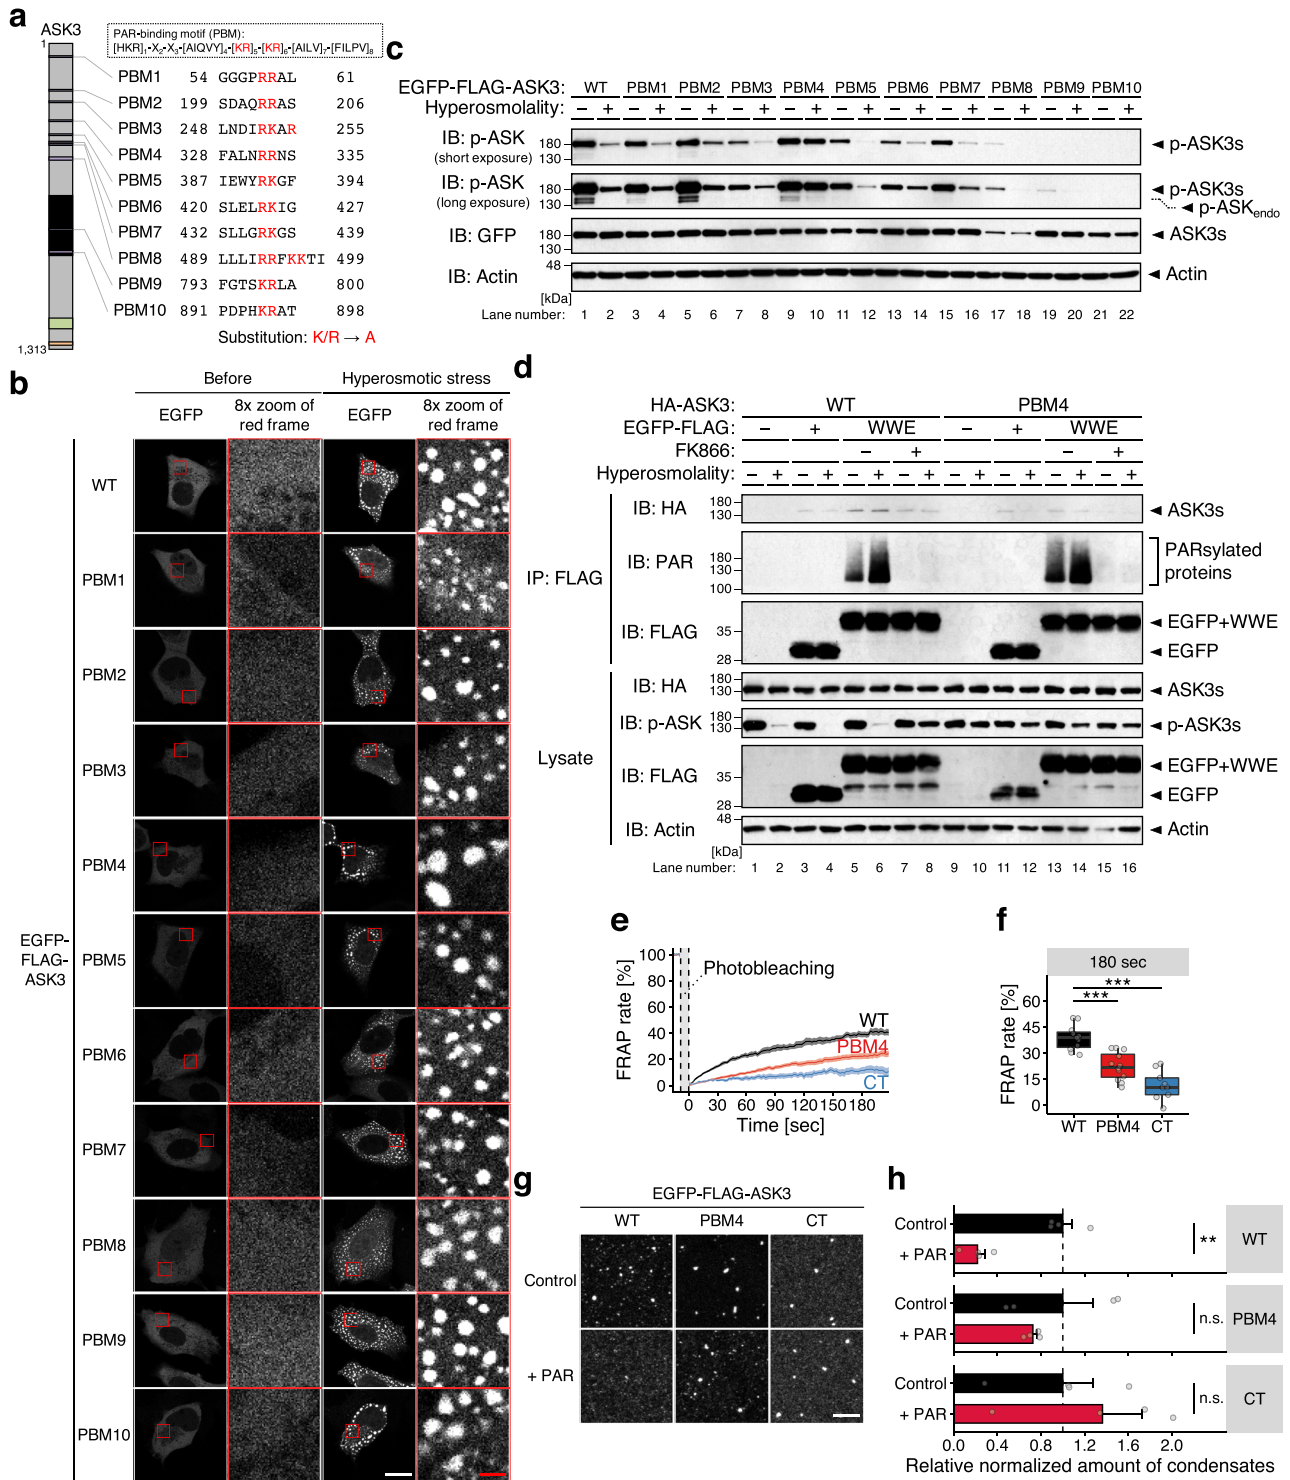 a
ASK3
1
1,313
PAR-binding motif (PBM):
[HKR]1-X2-X3-[AIQVY]4-[KR]5-[KR]6-[AILV]7-[FILPV]8
PBM1 54 GGGPRRAL 61
PBM2 199 SDAQRRAS 206
PBM3 248 LNDIRKAR 255
PBM4 328 FALNRRNS 335
PBM5 387 IEWYRKGF 394
PBM6 420 SLELRKIG 427
PBM7 432 SLLGRKGS 439
PBM8 489 LLLIRRFKKTI 499
PBM9 793 FGTSKRLA 800
PBM10 891 PDPHKRAT 898
Substitution: K/R → A
b
Before Hyperosmotic stress
EGFP 8x zoom of red frame EGFP 8x zoom of red frame
EGFP-
FLAG-
ASK3
WT
PBM1
PBM2
PBM3
PBM4
PBM5
PBM6
PBM7
PBM8
PBM9
PBM10
c
EGFP-FLAG-ASK3: WT PBM1 PBM2 PBM3 PBM4 PBM5 PBM6 PBM7 PBM8 PBM9 PBM10
Hyperosmolality: − + − + − + − + − + − + − + − + − + − + − +
IB: p-ASK
(short exposure)
180
130
p-ASK3s
IB: p-ASK
(long exposure)
180
130
p-ASK3s
p-ASKendo
IB: GFP
180
130
ASK3s
IB: Actin
48
Actin
[kDa]
Lane number: 1 2 3 4 5 6 7 8 9 10 11 12 13 14 15 16 17 18 19 20 21 22
d
HA-ASK3: WT PBM4
EGFP-FLAG: − + WWE − + WWE
FK866: − + − +
Hyperosmolality: − + − + − + − + − + − + − + − +
IP: FLAG
IB: HA
180
130
ASK3s
IB: PAR
180
130
100
PARsylated
proteins
IB: FLAG
35
28
EGFP+WWE
EGFP
Lysate
IB: HA
180
130
ASK3s
IB: p-ASK
180
130
p-ASK3s
IB: FLAG
35
28
EGFP+WWE
EGFP
IB: Actin
48
Actin
[kDa]
Lane number: 1 2 3 4 5 6 7 8 9 10 11 12 13 14 15 16
e
FRAP rate [%]
100
80
60
40
20
0
Photobleaching
WT
PBM4
CT
0 30 60 90 120 150 180
Time [sec]
f
180 sec
FRAP rate [%]
60
45
30
15
0
***
***
WT PBM4 CT
g
EGFP-FLAG-ASK3
WT PBM4 CT
Control
+ PAR
h
Control
+ PAR
**
WT
Control
+ PAR
n.s.
PBM4
Control
+ PAR
n.s.
CT
0.0 0.4 0.8 1.2 1.6 2.0
Relative normalized amount of condensates